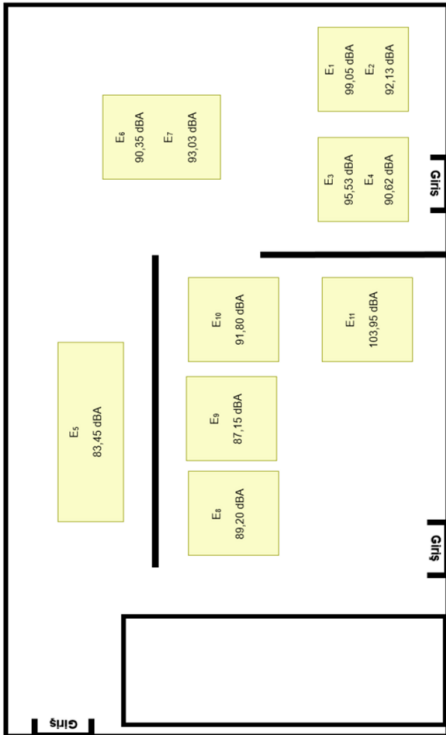 E₁
99,05 dBA
E₂
92,13 dBA
E₆
90,35 dBA
E₇
93,03 dBA
E₃
95,53 dBA
E₄
90,62 dBA
Giriş
E₁₀
91,80 dBA
E₁₁
103,95 dBA
E₅
83,45 dBA
E₉
87,15 dBA
E₈
89,20 dBA
Giriş
Giriş